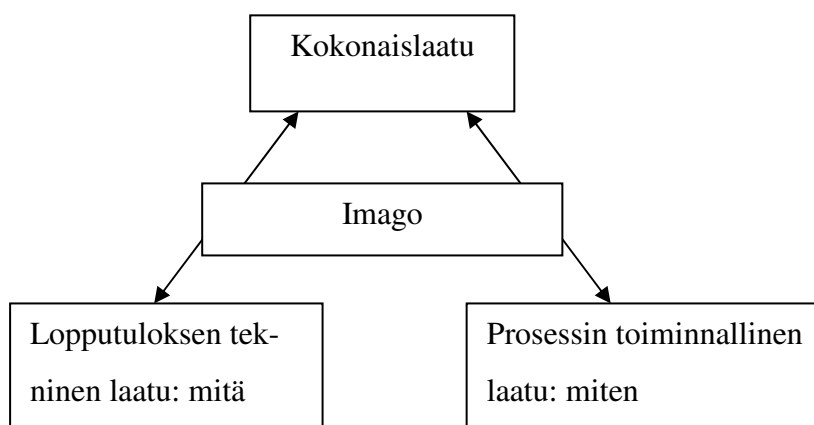 Kokonaislaatu
Imago
Lopputuloksen tek-
ninen laatu: mitä
Prosessin toiminnallinen
laatu: miten